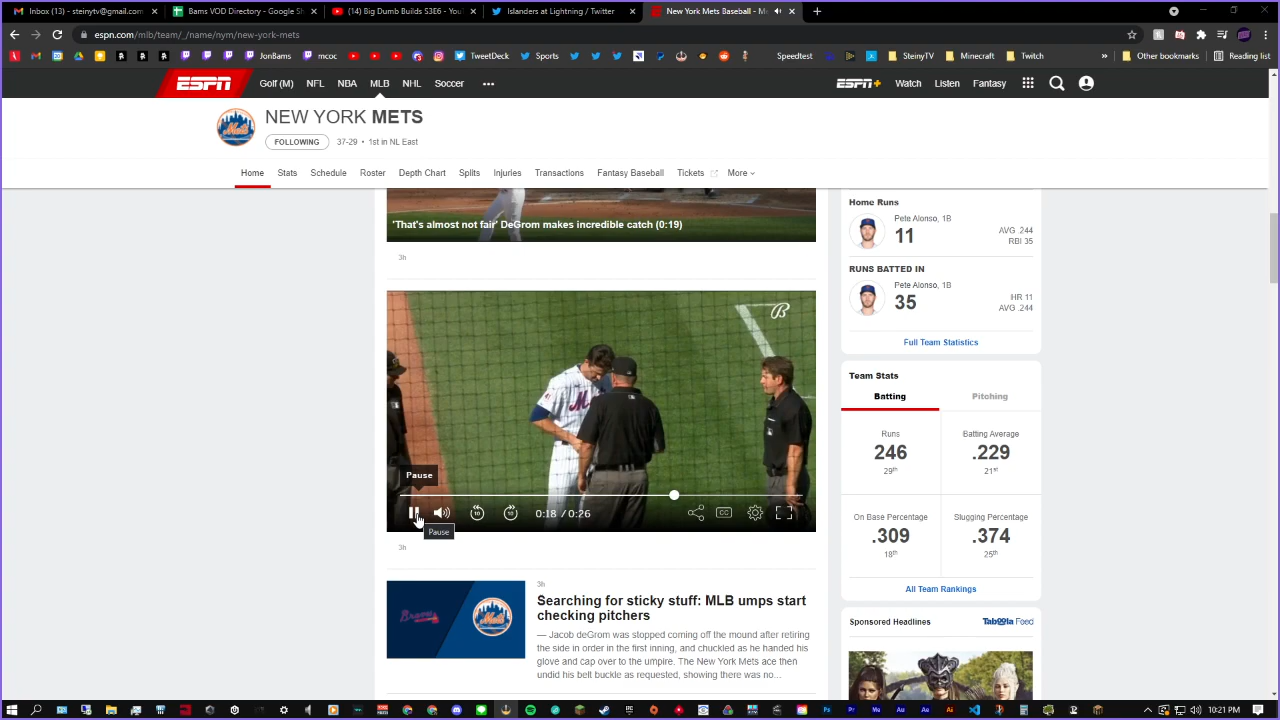 Inbox (23) - steinytv@gmail.com
Bams VOD Directory - Google Sh
(14) Big Dumb Builders S3E6 - You
Islanders at Lightning / Twitter
New York Mets Baseball -
espn.com/mlb/team/_/name/nym/new-york-mets
JonBams
mcoc
TweetDeck
Sports
Speedtest
SteinyTV
Marching
Other Bookmarks
Reading list
ESPN
Golf (M)
NFL
NBA
MLB
NHL
Soccer
ESPN+
Watch
Listen
Fantasy
Mets
NEW YORK METS
FOLLOWING
37-29 • 1st in NL East
Home
Stats
Schedule
Roster
Depth Chart
Splits
Injuries
Transactions
Fantasy Baseball
Tickets
More
'That's almost not fair' DeGrom makes incredible catch (0:19)
3h
B
Pause
10
10
0:18 / 0:26
CC
Pause
3h
Braves
Mets
3h
Searching for sticky stuff: MLB umps start
checking pitchers
— Jacob deGrom was stopped coming off the mound after retiring
the side in order in the first inning, and chuckled as he handed his
glove and cap over to the umpire. The New York Mets ace then
undid his belt buckle as requested, showing there was no...
Home Runs
Pete Alonso, 1B
11
AVG .244
RBI 35
RUNS BATTED IN
Pete Alonso, 1B
35
HR 11
AVG .244
Full Team Statistics
Team Stats
Batting
Pitching
Runs
246
29th
Batting Average
.229
21st
On Base Percentage
.309
18th
Slugging Percentage
.374
25th
All Team Rankings
Sponsored Headlines
Taboola Feed
10:21 PM